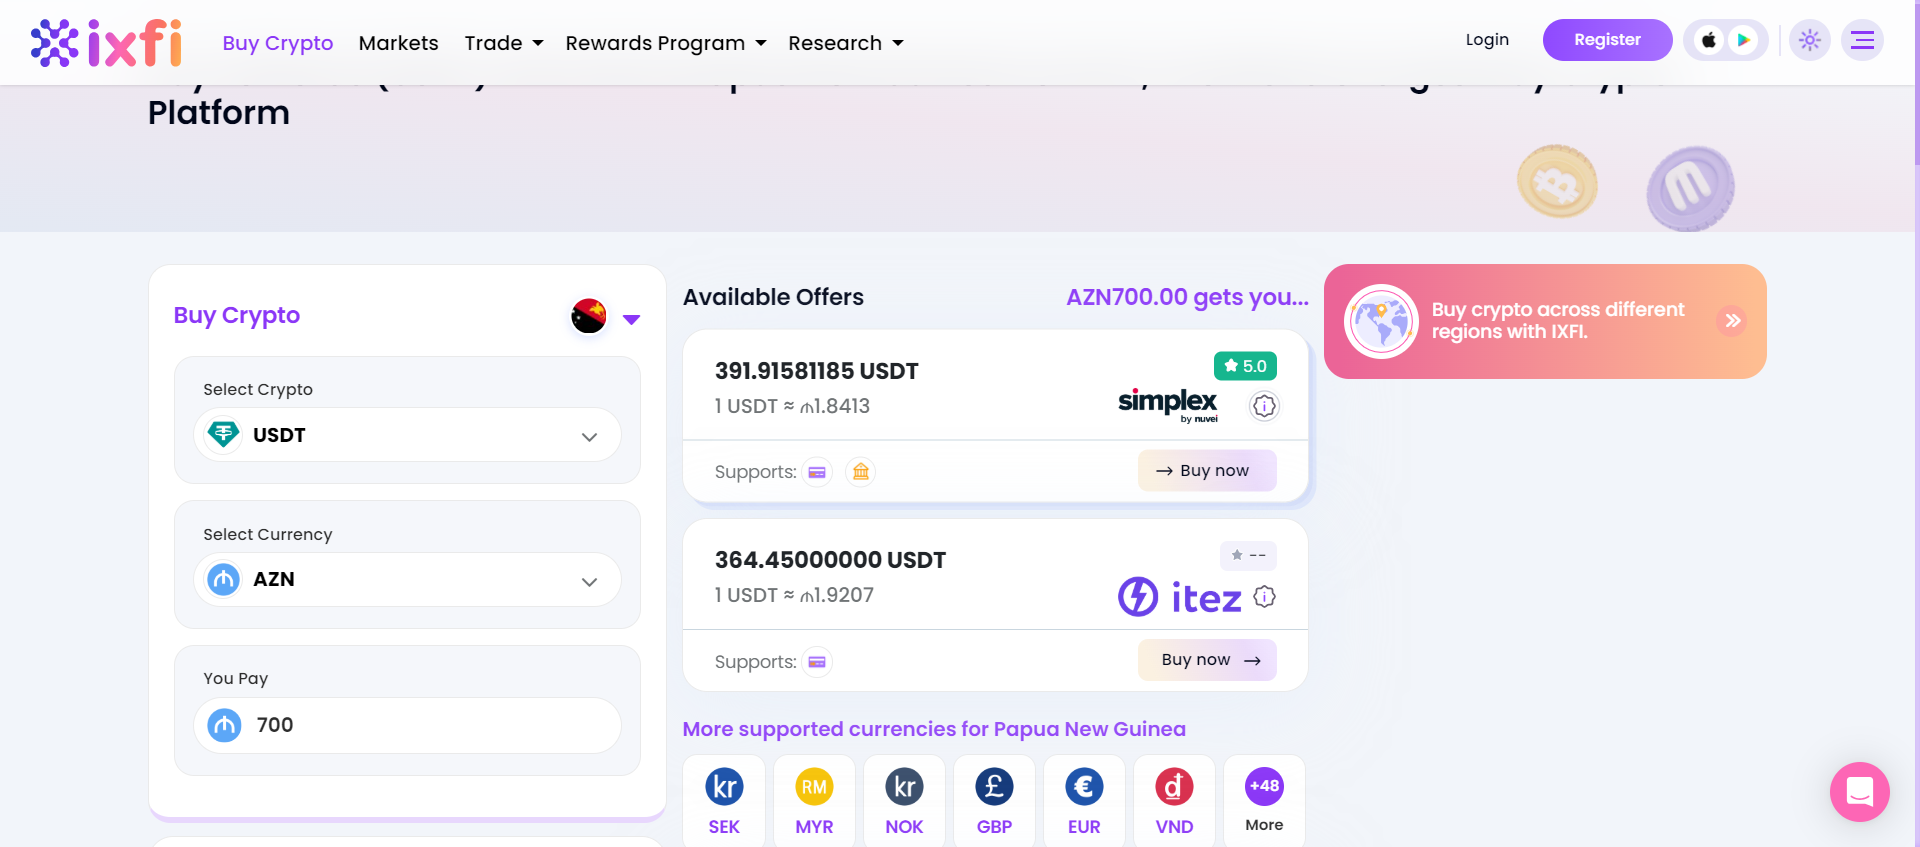 ixfi
Buy Crypto
Markets
Trade
Rewards Program
Research
Login
Register
Platform
Buy Crypto
Select Crypto
USDT
Select Currency
AZN
You Pay
700
Available Offers
AZN700.00 gets you...
391.91581185 USDT
5.0
1 USDT ≈ ₼1.8413
simplex
by nuvei
Supports:
→ Buy now
364.45000000 USDT
--
1 USDT ≈ ₼1.9207
itez
Supports:
Buy now →
More supported currencies for Papua New Guinea
kr
SEK
RM
MYR
kr
NOK
£
GBP
€
EUR
₫
VND
+48
More
Buy crypto across different
regions with IXFI.